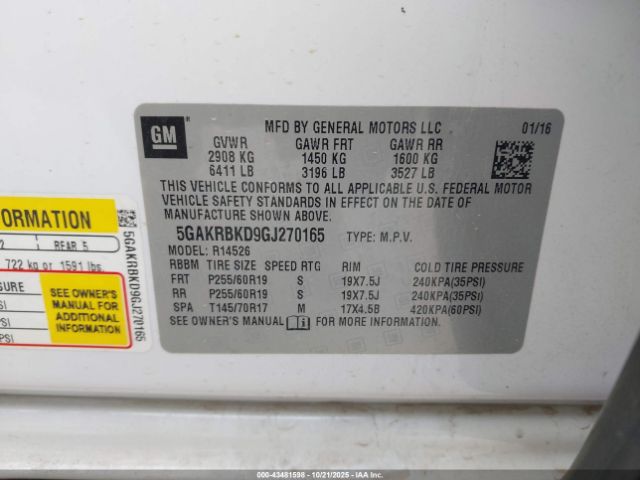 GM
MFD BY GENERAL MOTORS LLC 01/16
GVWR GAWR FRT GAWR RR
2908 KG 1450 KG 1600 KG
6411 LB 3196 LB 3527 LB
THIS VEHICLE CONFORMS TO ALL APPLICABLE U.S. FEDERAL MOTOR
VEHICLE SAFETY STANDARDS IN EFFECT ON THE DATE OF
MANUFACTURE SHOWN ABOVE.
5GAKRBKD9GJ270165 TYPE: M.P.V.
MODEL: R14526
RBBM TIRE SIZE SPEED RTG RIM COLD TIRE PRESSURE
FRT P255/60R19 S 19X7.5J 240KPA(35PSI)
RR P255/60R19 S 19X7.5J 240KPA(35PSI)
SPA T145/70R17 M 17X4.5B 420KPA(60PSI)
SEE OWNER'S MANUAL i FOR MORE INFORMATION.
FORMATION
2 REAR 5
722 kg or 1591 lbs.
SURE
SEE OWNER'S
MANUAL FOR
ADDITIONAL
INFORMATION
PSI
PSI
5GAKRBKD9GJ270165
000-43481598 - 10/21/2025 - IAA Inc.